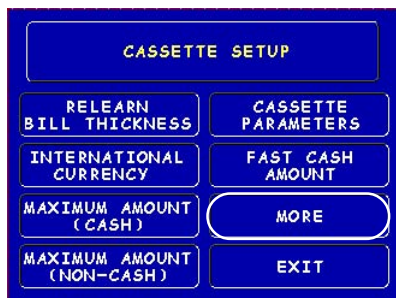 CASSETTE SETUP
RELEARN
BILL THICKNESS
CASSETTE
PARAMETERS
INTERNATIONAL
CURRENCY
FAST CASH
AMOUNT
MAXIMUM AMOUNT
(CASH)
MORE
MAXIMUM AMOUNT
(NON-CASH)
EXIT